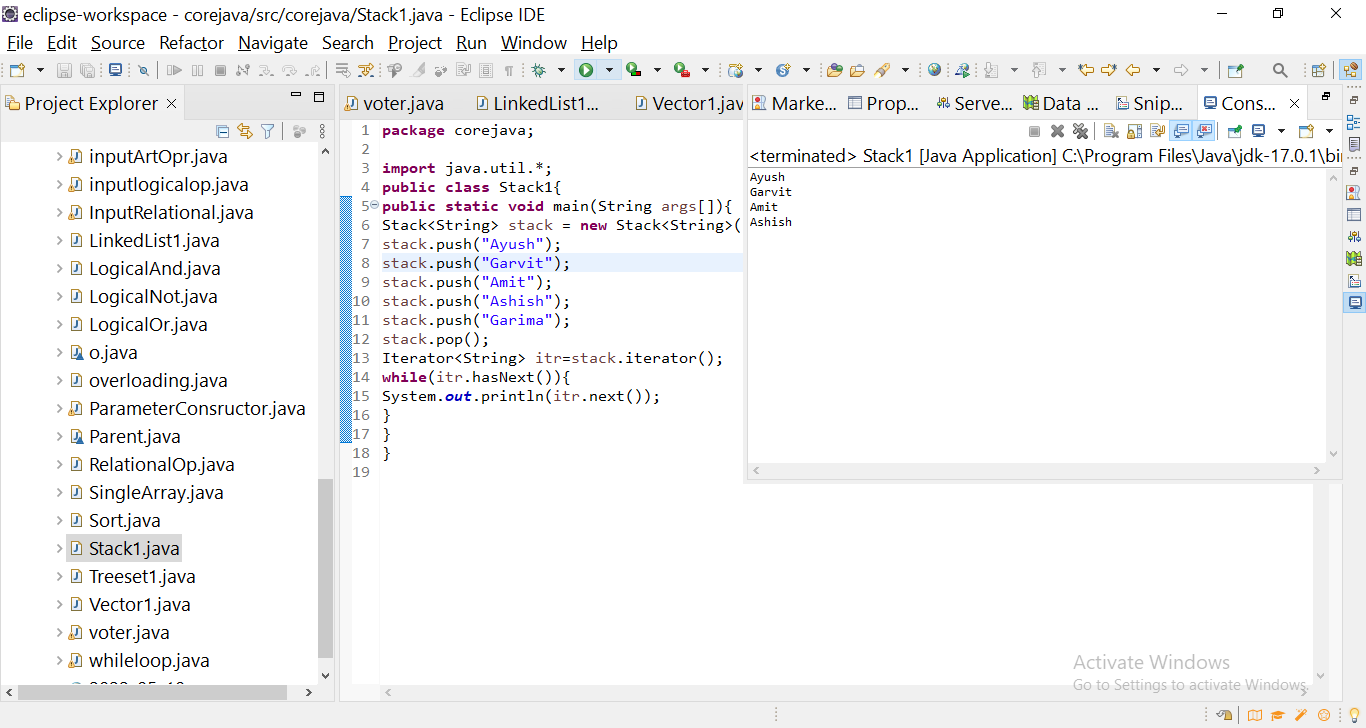 eclipse-workspace - corejava/src/corejava/Stack1.java - Eclipse IDE
File Edit Source Refactor Navigate Search Project Run Window Help
Project Explorer
inputArtOpr.java
inputlogicalop.java
InputRelational.java
LinkedList1.java
LogicalAnd.java
LogicalNot.java
LogicalOr.java
o.java
overloading.java
ParameterConsructor.java
Parent.java
RelationalOp.java
SingleArray.java
Sort.java
Stack1.java
Treeset1.java
Vector1.java
voter.java
whileloop.java
voter.java LinkedList1... Vector1.jav
1 package corejava;
2
3 import java.util.*;
4 public class Stack1{
5 public static void main(String args[]){
6 Stack<String> stack = new Stack<String>(
7 stack.push("Ayush");
8 stack.push("Garvit");
9 stack.push("Amit");
10 stack.push("Ashish");
11 stack.push("Garima");
12 stack.pop();
13 Iterator<String> itr=stack.iterator();
14 while(itr.hasNext()){
15 System.out.println(itr.next());
16 }
17 }
18 }
19
Marke... Prop... Serve... Data ... Snip... Cons...
<terminated> Stack1 [Java Application] C:\Program Files\Java\jdk-17.0.1\bi
Ayush
Garvit
Amit
Ashish
Activate Windows
Go to Settings to activate Windows.